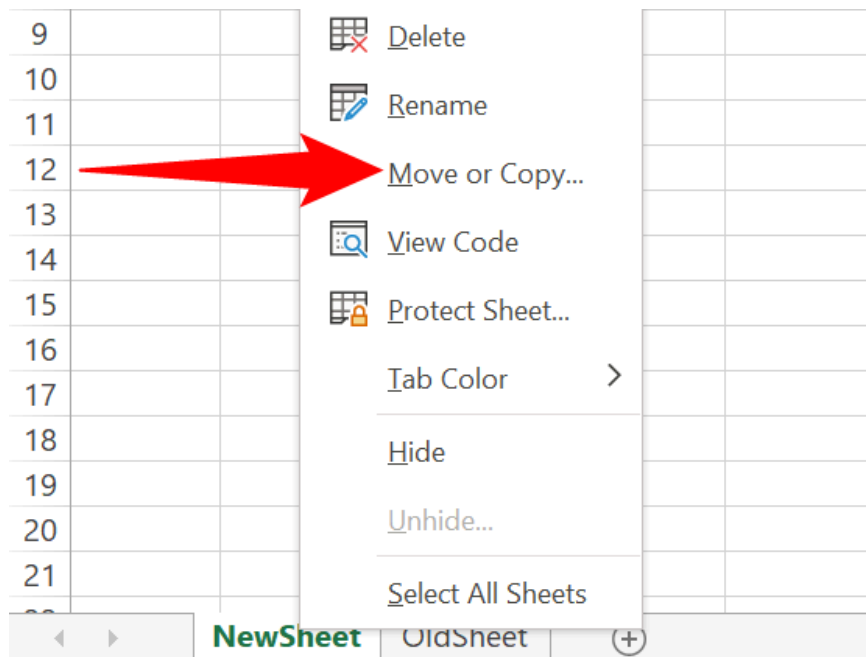 9
Delete
10
Rename
11
12
Move or Copy...
13
View Code
14
15
Protect Sheet...
16
Tab Color
17
18
Hide
19
20
Unhide...
21
Select All Sheets
NewSheet
OldSheet